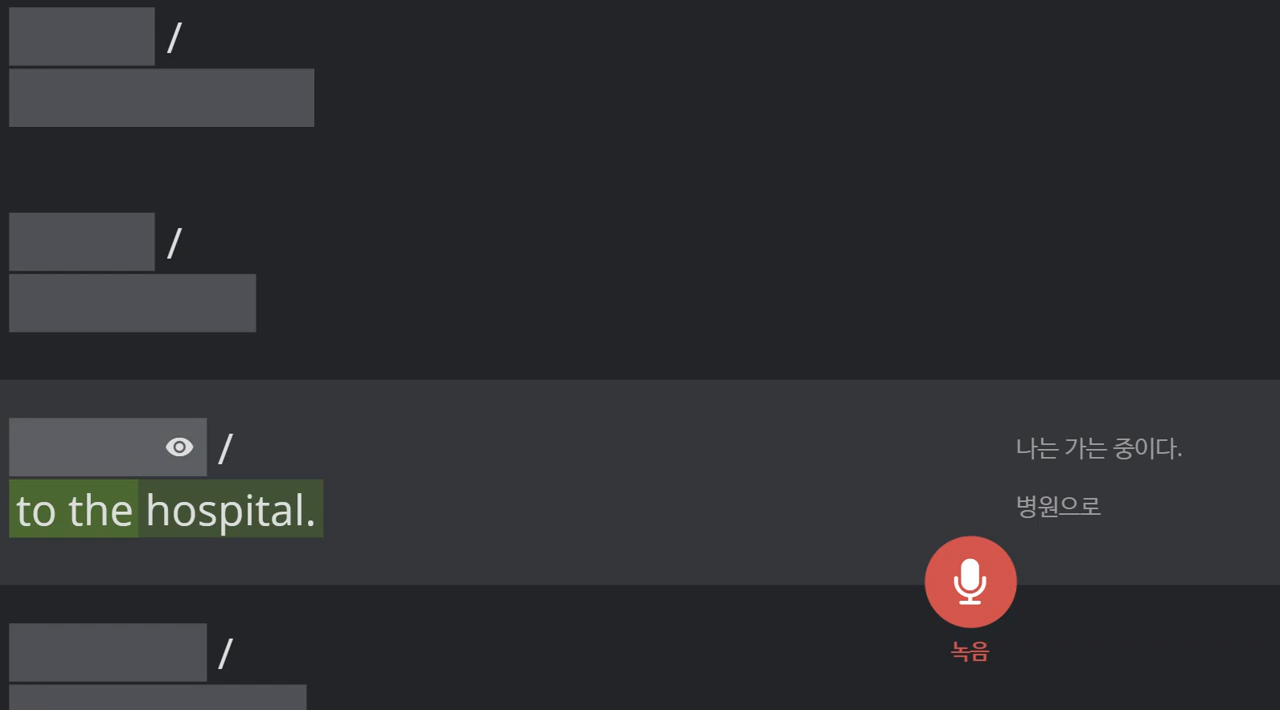 /
/
/
나는 가는 중이다.
to the hospital.
병원으로
녹음
/